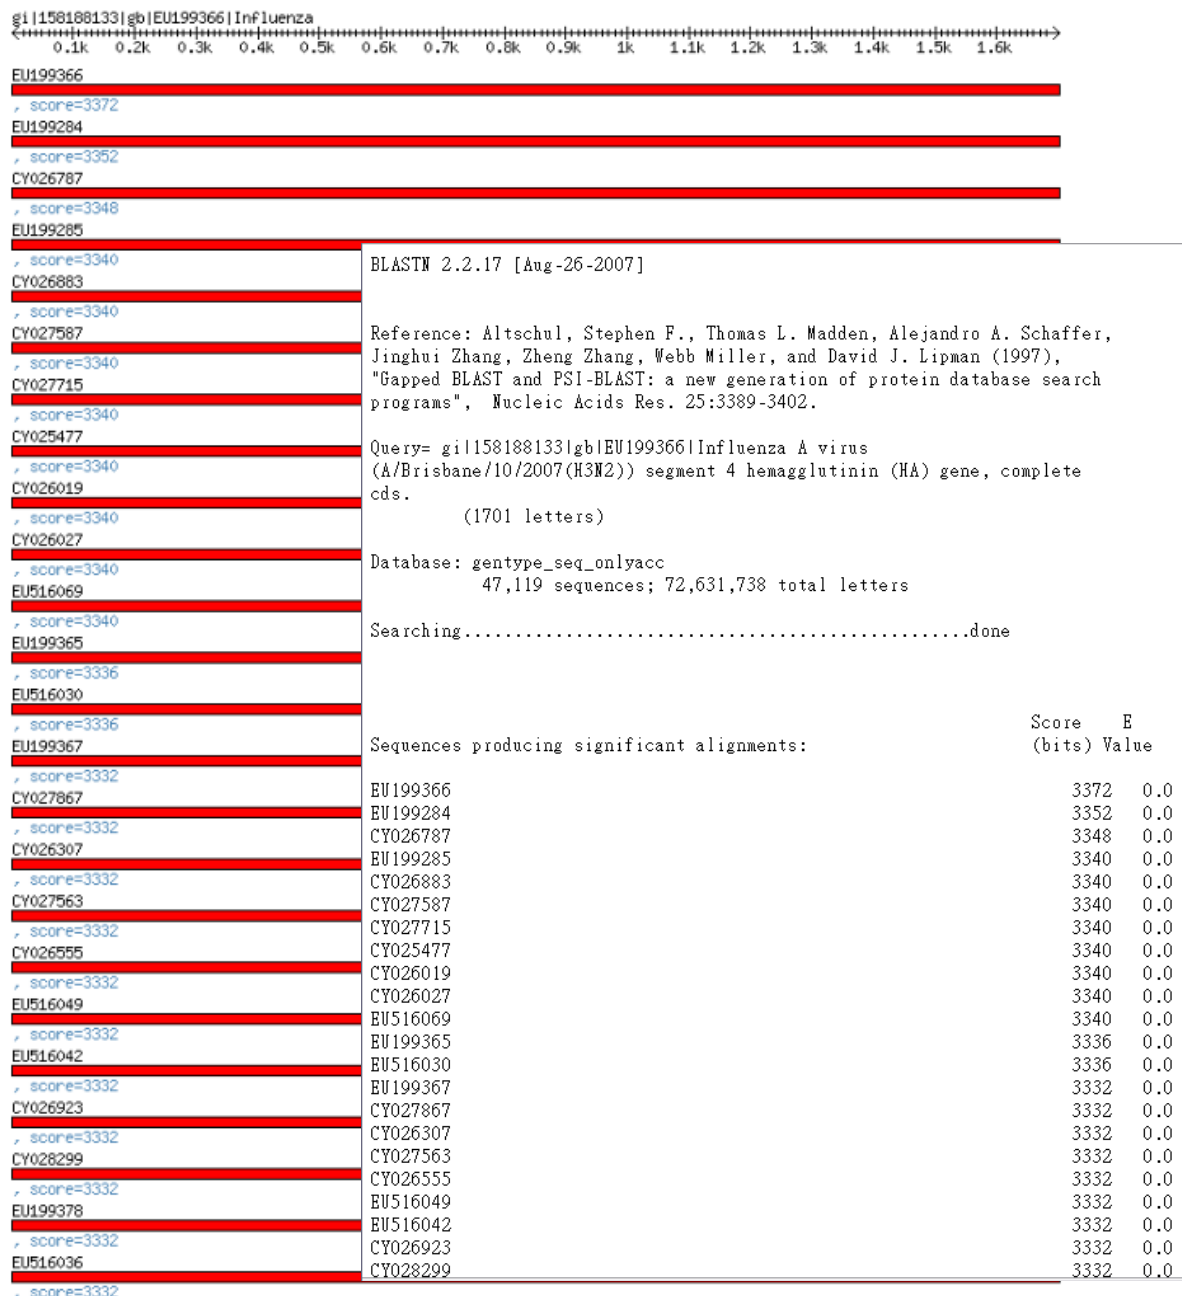 gi|158188133|gb|EU199366|Influenza
0.1k 0.2k 0.3k 0.4k 0.5k 0.6k 0.7k 0.8k 0.9k 1k 1.1k 1.2k 1.3k 1.4k 1.5k 1.6k
EU199366
, score=3372
EU199284
, score=3352
CY026787
, score=3348
EU199285
, score=3340
CY026883
, score=3340
CY027587
, score=3340
CY027715
, score=3340
CY025477
, score=3340
CY026019
, score=3340
CY026027
, score=3340
EU516069
, score=3340
EU199365
, score=3336
EU516030
, score=3336
EU199367
, score=3332
CY027867
, score=3332
CY026307
, score=3332
CY027563
, score=3332
CY026555
, score=3332
EU516049
, score=3332
EU516042
, score=3332
CY026923
, score=3332
CY028299
, score=3332
EU199378
, score=3332
EU516036
, score=3332
BLASTN 2.2.17 [Aug-26-2007]
Reference: Altschul, Stephen F., Thomas L. Madden, Alejandro A. Schaffer,
Jinghui Zhang, Zheng Zhang, Webb Miller, and David J. Lipman (1997),
"Gapped BLAST and PSI-BLAST: a new generation of protein database search
programs", Nucleic Acids Res. 25:3389-3402.
Query= gi|158188133|gb|EU199366|Influenza A virus
(A/Brisbane/10/2007(H3N2)) segment 4 hemagglutinin (HA) gene, complete
cds.
(1701 letters)
Database: gentype_seq_onlyacc
47,119 sequences; 72,631,738 total letters
Searching..................................................done
Score E
Sequences producing significant alignments: (bits) Value
EU199366 3372 0.0
EU199284 3352 0.0
CY026787 3348 0.0
EU199285 3340 0.0
CY026883 3340 0.0
CY027587 3340 0.0
CY027715 3340 0.0
CY025477 3340 0.0
CY026019 3340 0.0
CY026027 3340 0.0
EU516069 3340 0.0
EU199365 3336 0.0
EU516030 3336 0.0
EU199367 3332 0.0
CY027867 3332 0.0
CY026307 3332 0.0
CY027563 3332 0.0
CY026555 3332 0.0
EU516049 3332 0.0
EU516042 3332 0.0
CY026923 3332 0.0
CY028299 3332 0.0